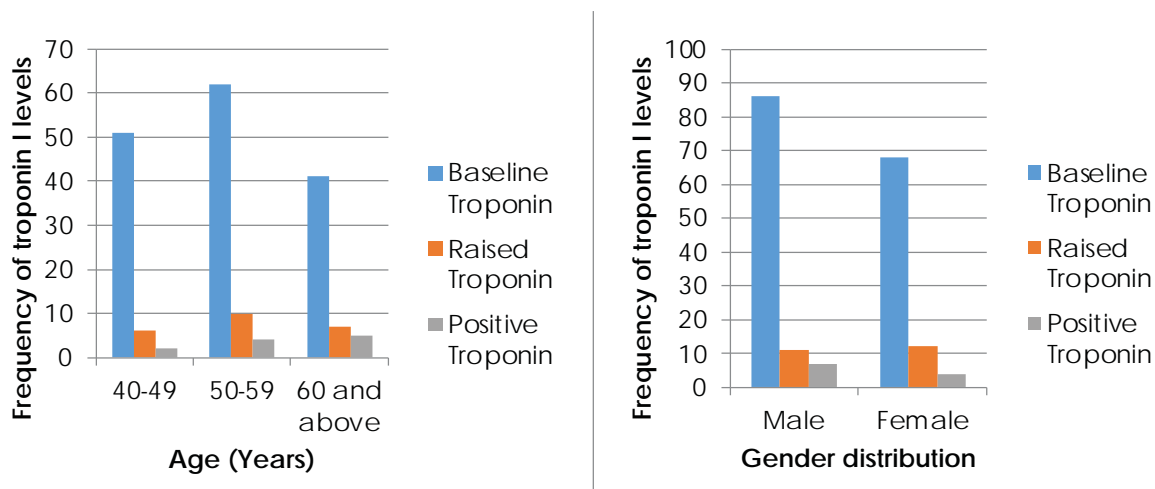 Frequency of troponin I levels
70
60
50
40
30
20
10
0
40-49
50-59
60 and
above
Age (Years)
Baseline
Troponin
Raised
Troponin
Positive
Troponin
Frequency of troponin I levels
100
90
80
70
60
50
40
30
20
10
0
Male
Female
Gender distribution
Baseline
Troponin
Raised
Troponin
Positive
Troponin